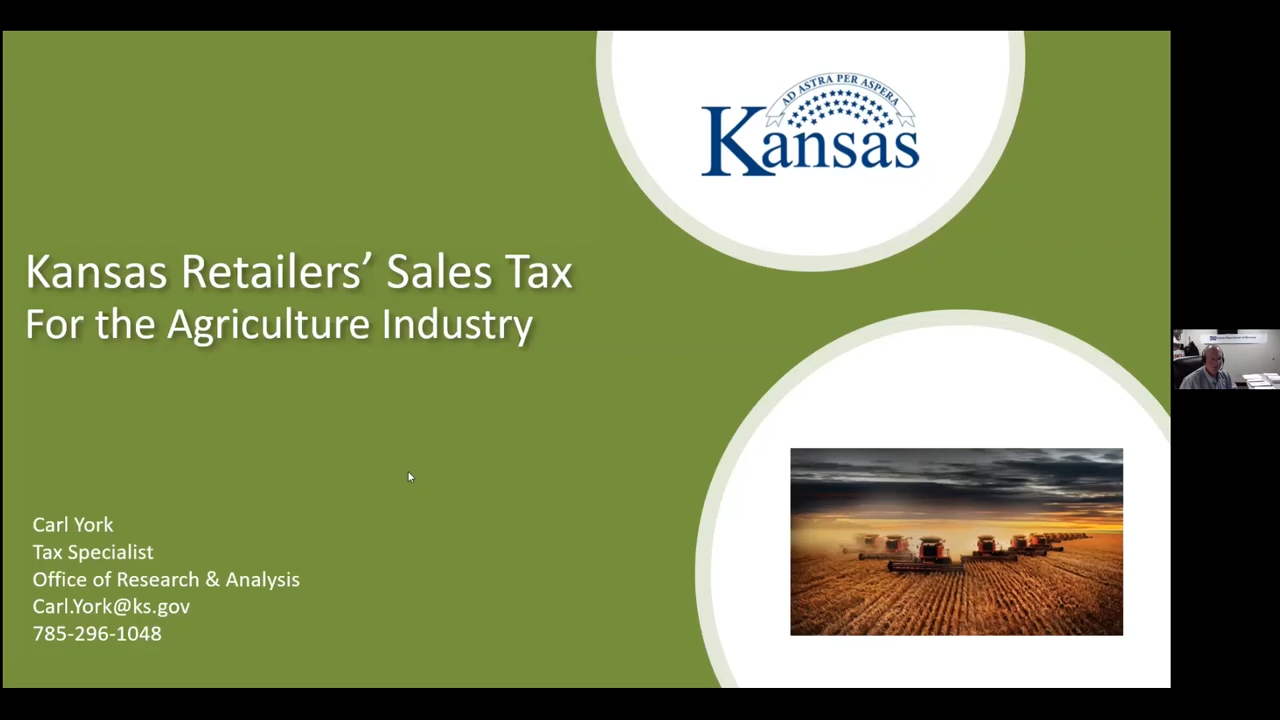 AD ASTRA PER ASPERA
Kansas
Kansas Retailers’ Sales Tax
For the Agriculture Industry
Carl York
Tax Specialist
Office of Research & Analysis
Carl.York@ks.gov
785-296-1048